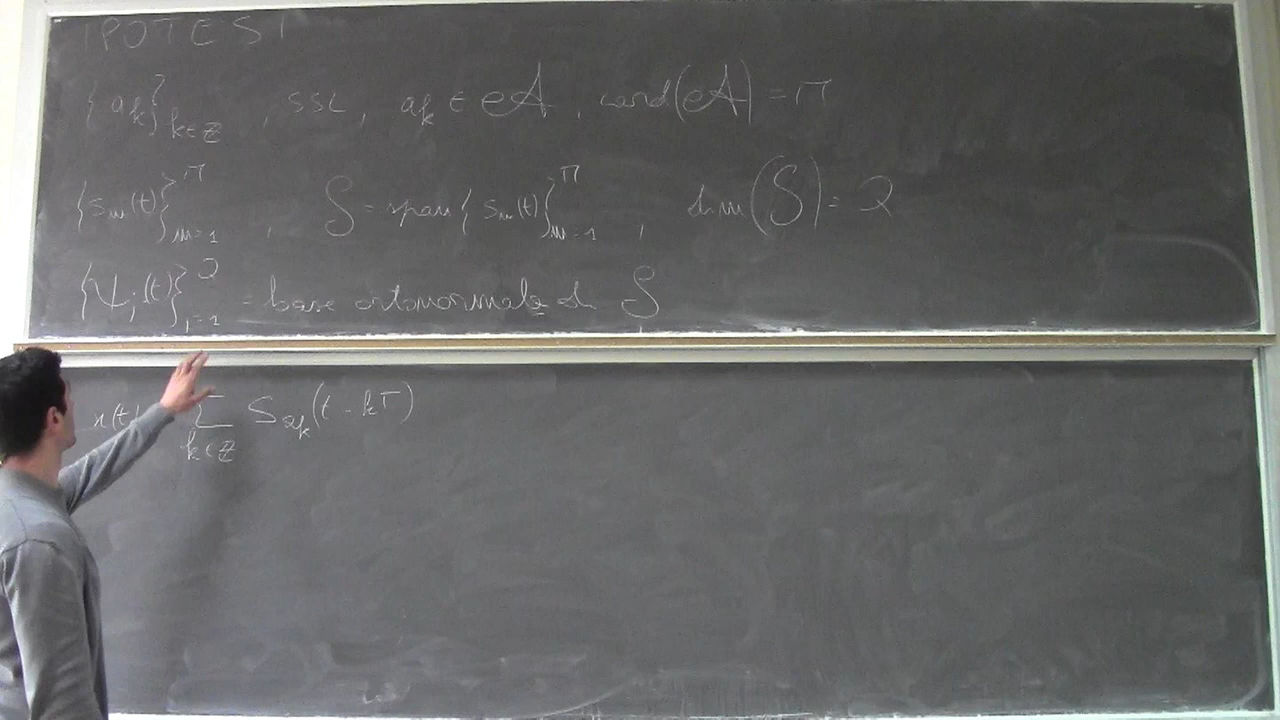 IPOTESI
{a_k}_{k∈ℤ} , SSL , a_k ∈ 𝒜 , card(𝒜) = M
{s_m(t)}_{m=1}^{M} , 𝒮 = span{s_m(t)}_{m=1}^{M} , dim(𝒮) = Q
{ψ_i(t)}_{i=1}^{Q} = base ortonormale di 𝒮
x(t) Σ_{k∈ℤ} s_{a_k}(t - kT)